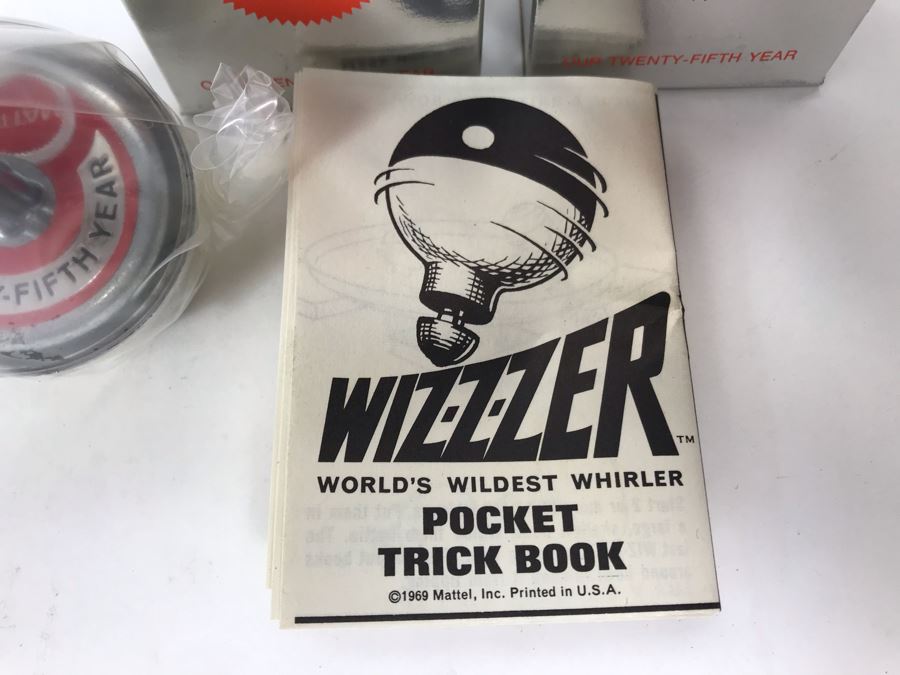 OUR TWENTY-FIFTH YEAR
-FIFTH YEAR
WIZ-Z-ZER™
WORLD'S WILDEST WHIRLER
POCKET
TRICK BOOK
©1969 Mattel, Inc. Printed in U.S.A.